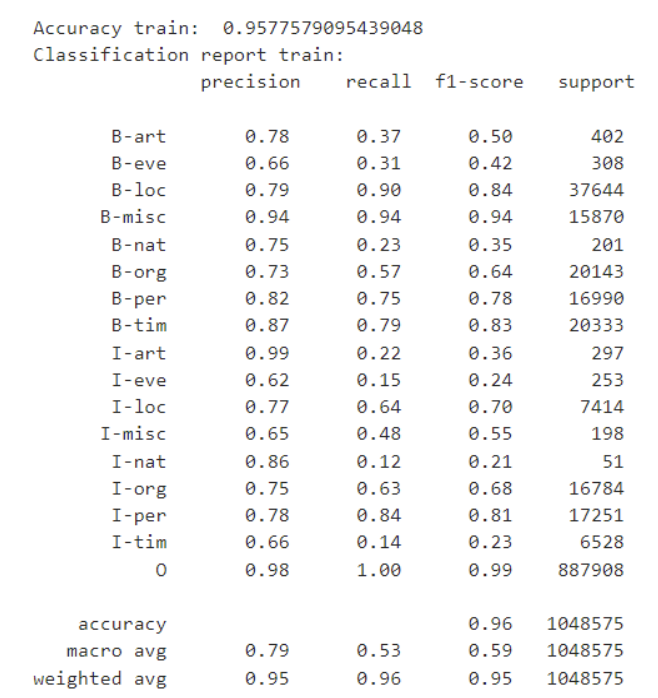 Accuracy train:  0.9577579095439048
Classification report train:
              precision    recall  f1-score   support

       B-art       0.78      0.37      0.50       402
       B-eve       0.66      0.31      0.42       308
       B-loc       0.79      0.90      0.84     37644
      B-misc       0.94      0.94      0.94     15870
       B-nat       0.75      0.23      0.35       201
       B-org       0.73      0.57      0.64     20143
       B-per       0.82      0.75      0.78     16990
       B-tim       0.87      0.79      0.83     20333
       I-art       0.99      0.22      0.36       297
       I-eve       0.62      0.15      0.24       253
       I-loc       0.77      0.64      0.70      7414
      I-misc       0.65      0.48      0.55       198
       I-nat       0.86      0.12      0.21        51
       I-org       0.75      0.63      0.68     16784
       I-per       0.78      0.84      0.81     17251
       I-tim       0.66      0.14      0.23      6528
           O       0.98      1.00      0.99    887908

    accuracy                           0.96   1048575
   macro avg       0.79      0.53      0.59   1048575
weighted avg       0.95      0.96      0.95   1048575